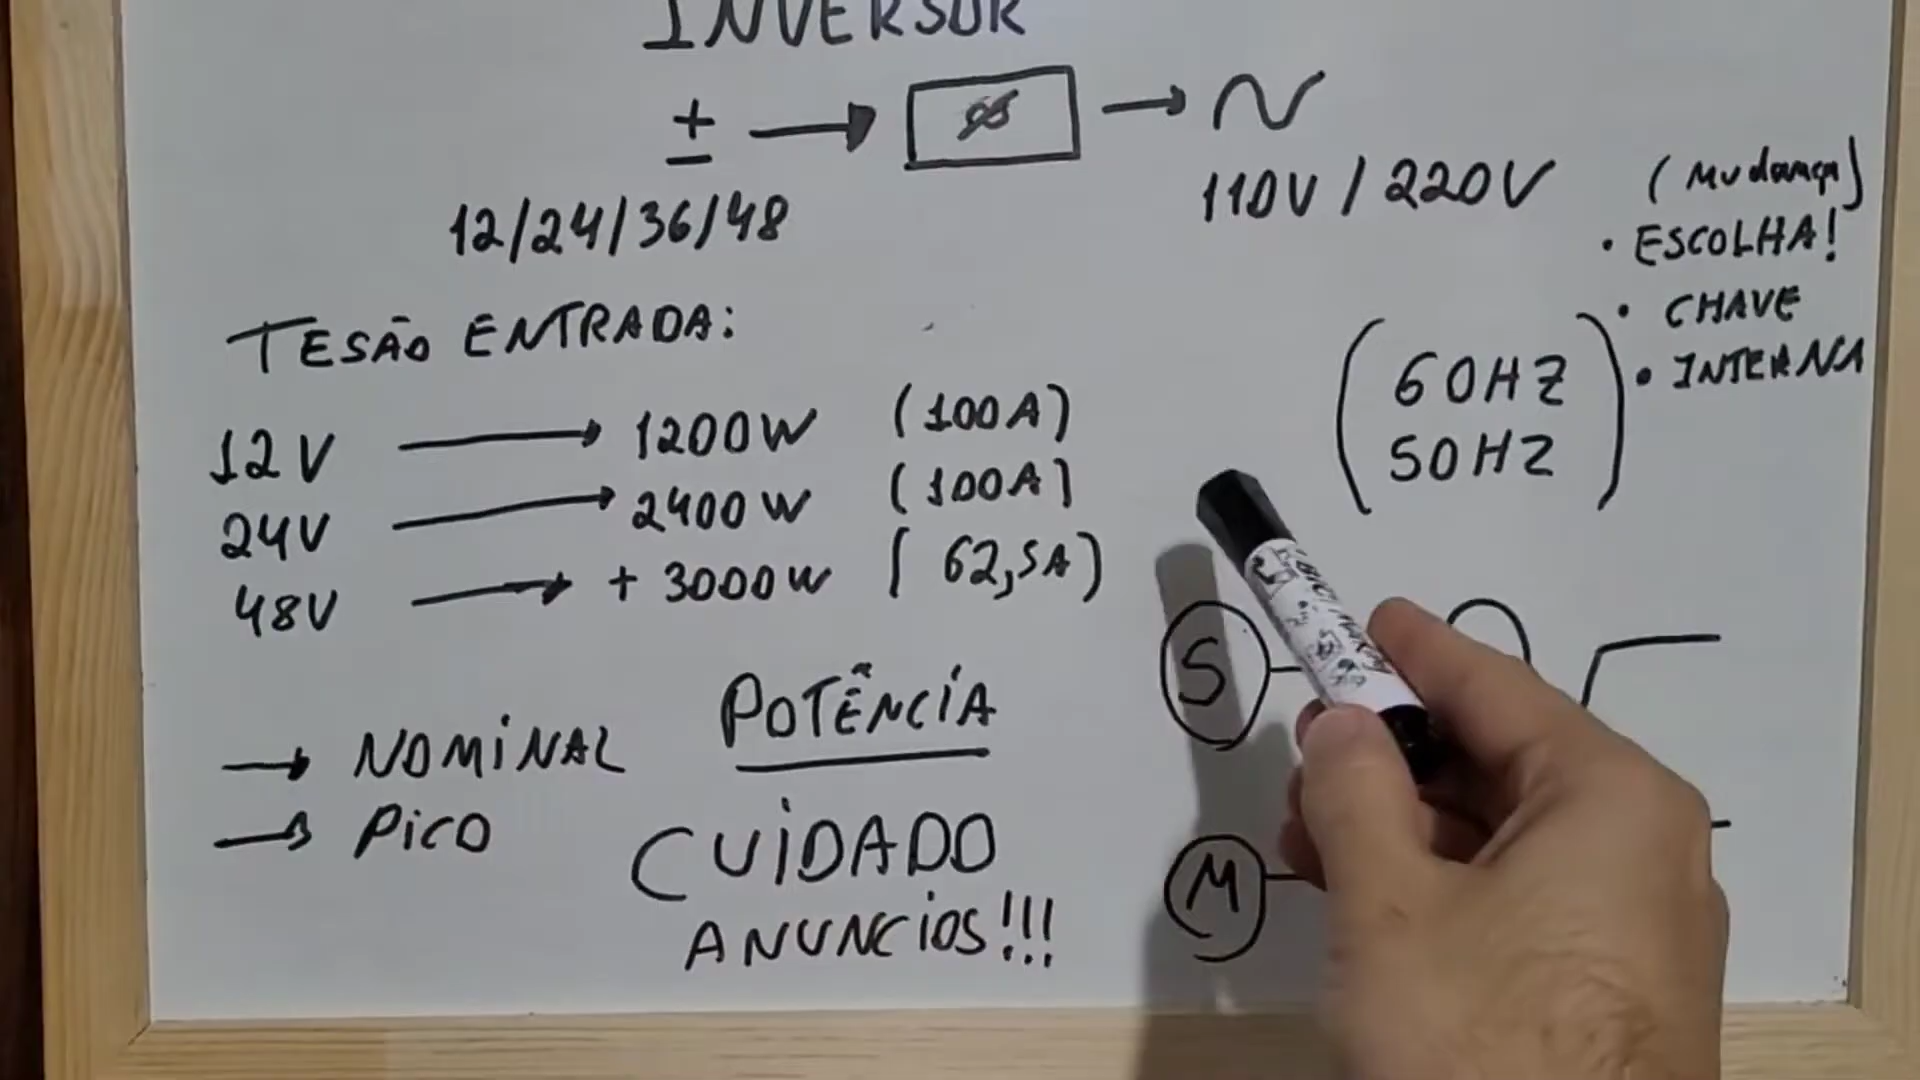 INVERSOR
±
12/24/36/48
110V / 220V
(Mudança)
• ESCOLHA!
• CHAVE
• INTERNA
(60HZ
50HZ)
TESÃO ENTRADA:
12V 1200W (100A)
24V 2400W (100A)
48V + 3000W (62,5A)
POTÊNCIA
NOMINAL
PICO
CUIDADO
ANUNCIOS!!!
S
M